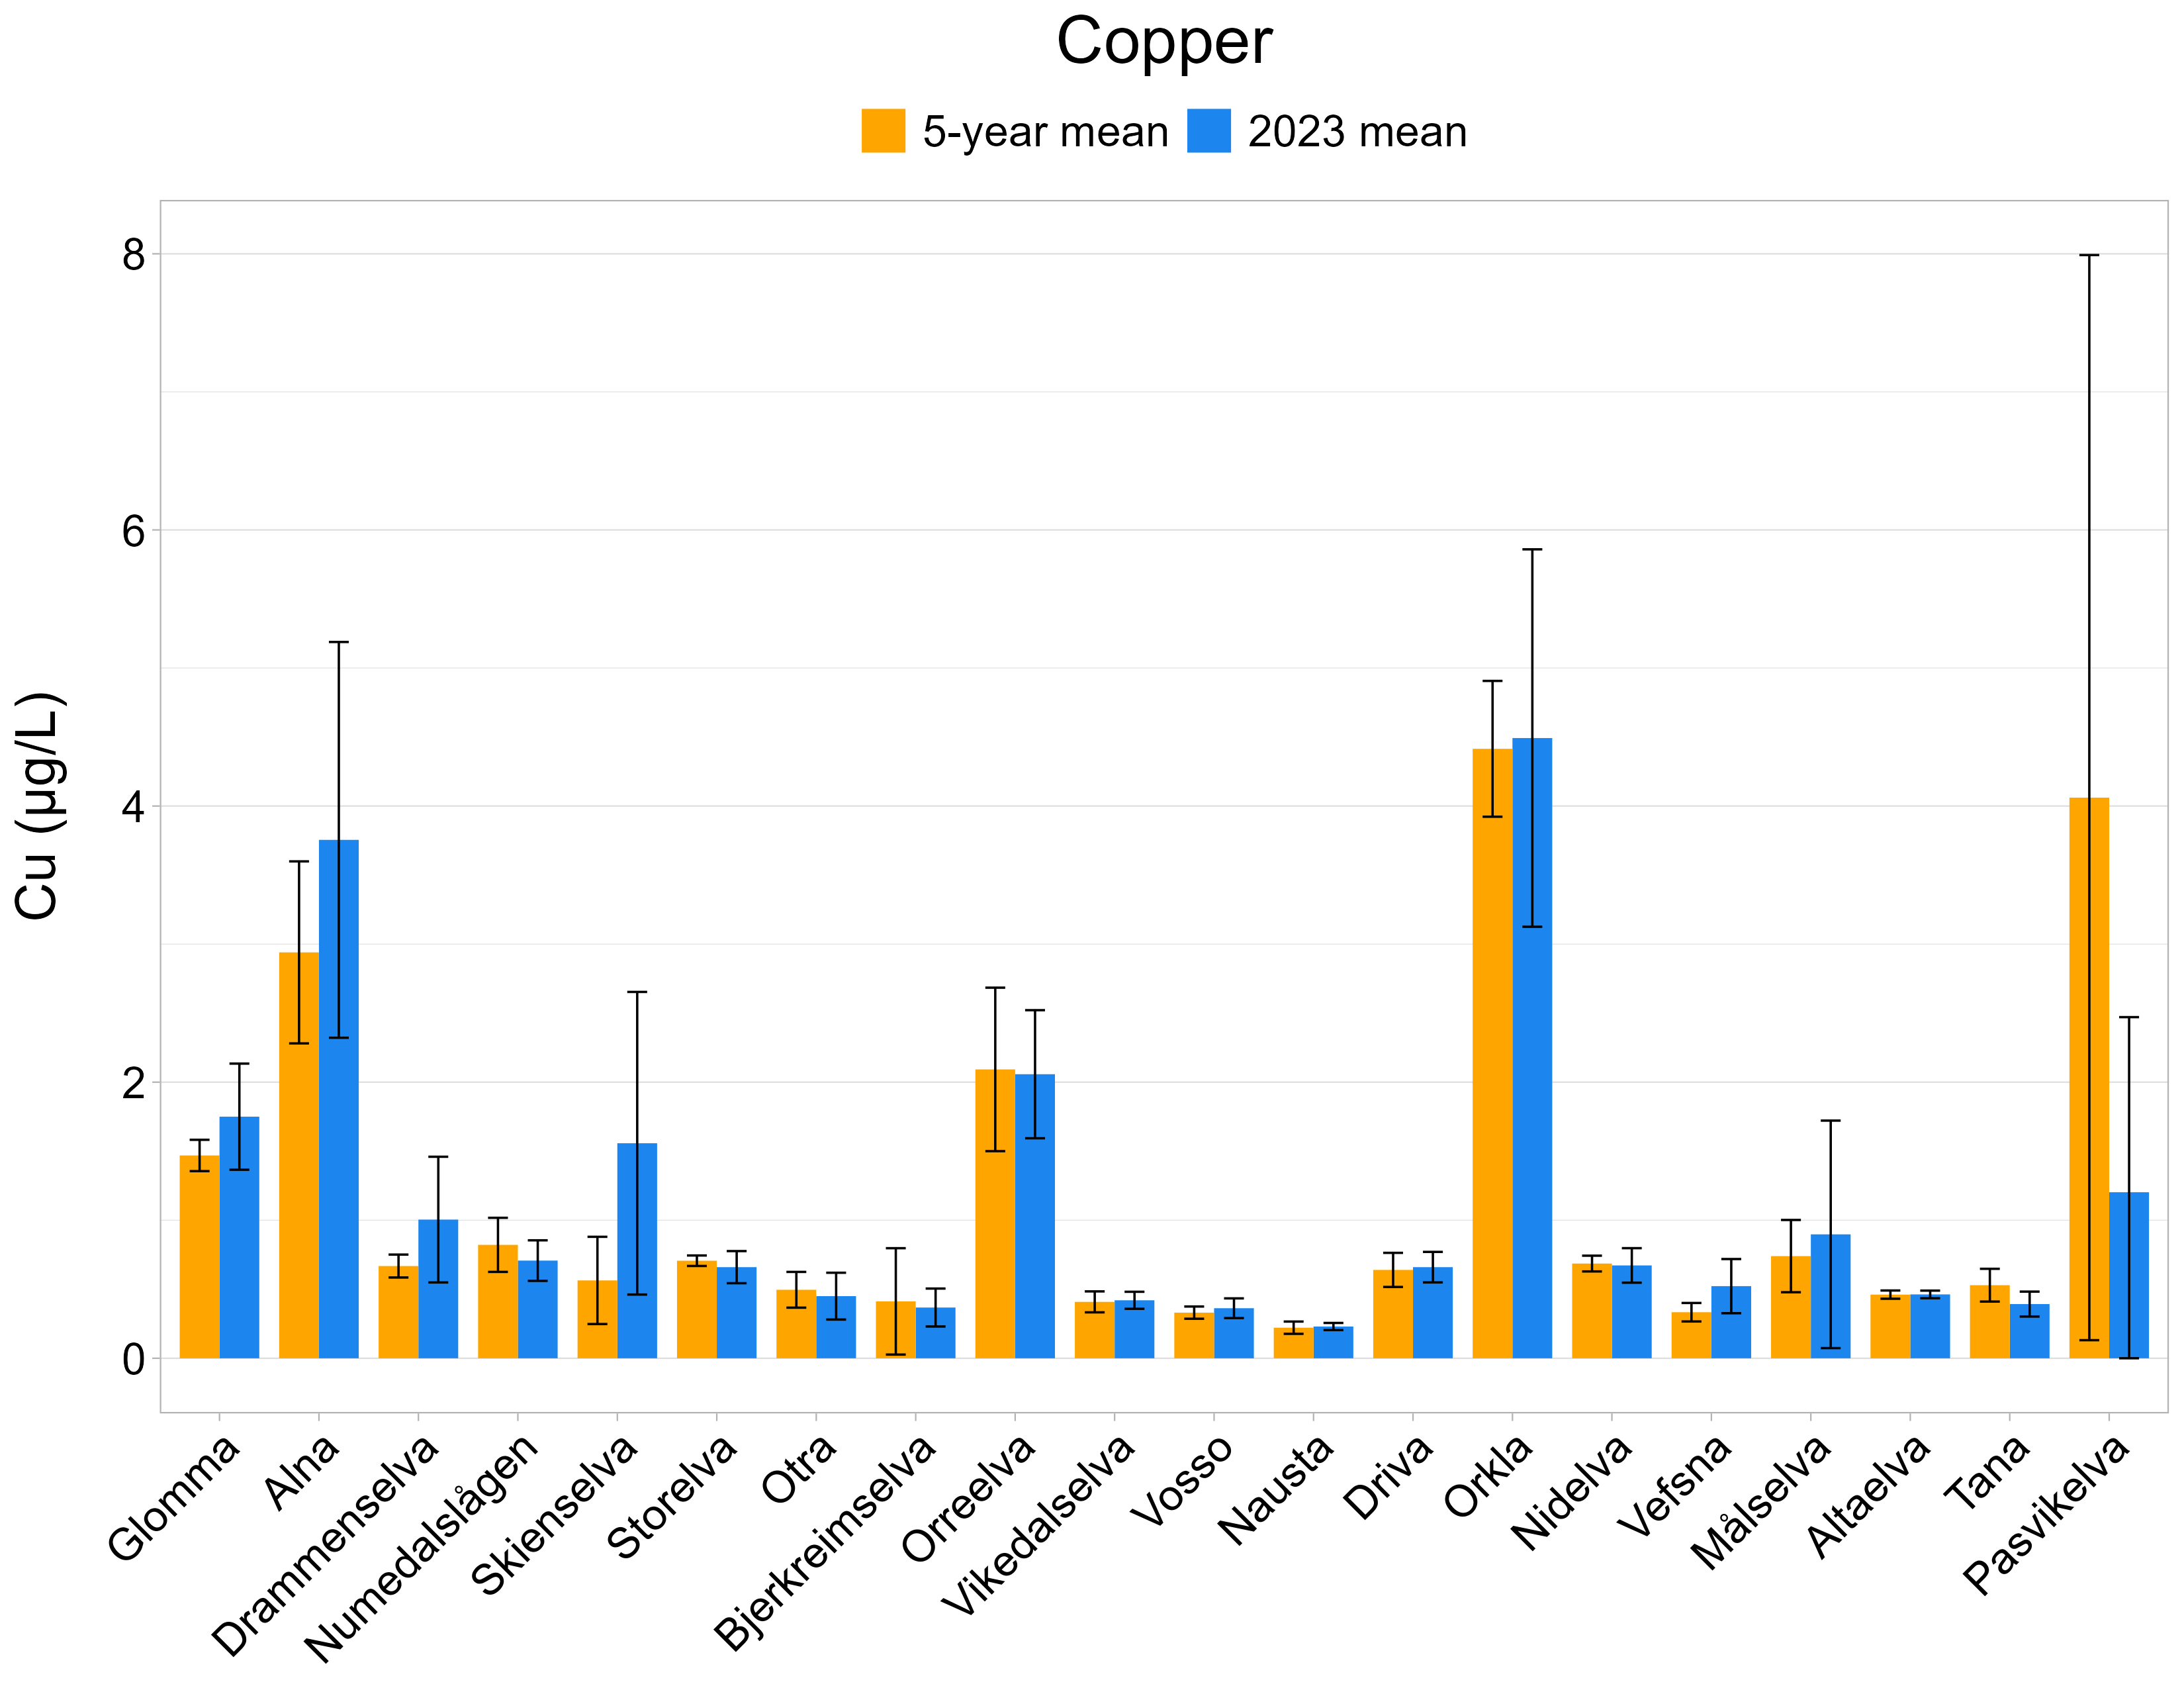 Copper
5-year mean 2023 mean
Cu (µg/L)
8
6
4
2
0
Glomma
Alna
Drammenselva
Numedalslågen
Skienselva
Storelva
Otra
Bjerkreimselva
Orreelva
Vikedalselva
Vosso
Nausta
Driva
Orkla
Nidelva
Vefsna
Målselva
Altaelva
Tana
Pasvikelva